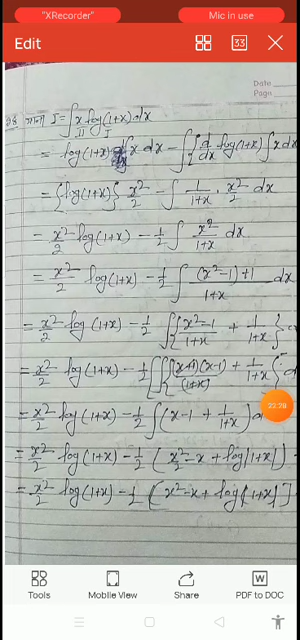 "XRecorder" Mic in use
Edit 33
Date
Page
38 माना I = ∫ x log(1+x) dx
II I
= log(1+x) ∫ x dx - ∫ { d/dx log(1+x) ∫ x dx
= {log(1+x)} x²/2 - ∫ 1/1+x · x²/2 dx
= x²/2 log(1+x) - 1/2 ∫ x²/1+x dx
= x²/2 log(1+x) - 1/2 ∫ (x²-1)+1/1+x dx
= x²/2 log(1+x) - 1/2 ∫ { x²-1/1+x + 1/1+x }
= x²/2 log(1+x) - 1/2 ∫ { (x+1)(x-1)/(1+x) + 1/1+x }
= x²/2 log(1+x) - 1/2 ∫ (x-1 + 1/1+x)
= x²/2 log(1+x) - 1/2 ( x²/2 - x + log|1+x| )
= x²/2 log(1+x) - 1/2 [ x²/2 - x + log|1+x| ]
Tools Mobile View Share PDF to DOC
W